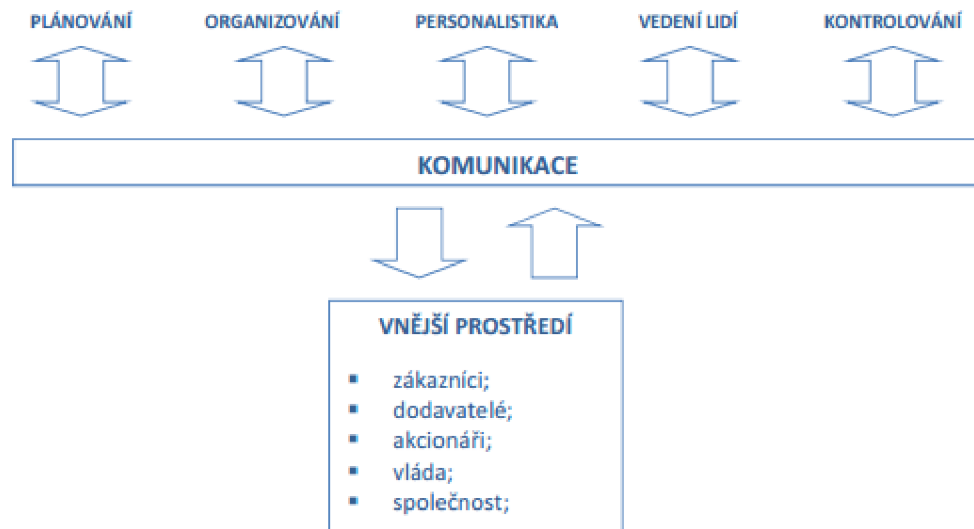 PLÁNOVÁNÍ ORGANIZOVÁNÍ PERSONALISTIKA VEDENÍ LIDÍ KONTROLOVÁNÍ
KOMUNIKACE
VNĚJŠÍ PROSTŘEDÍ
▪ zákazníci;
▪ dodavatelé;
▪ akcionáři;
▪ vláda;
▪ společnost;